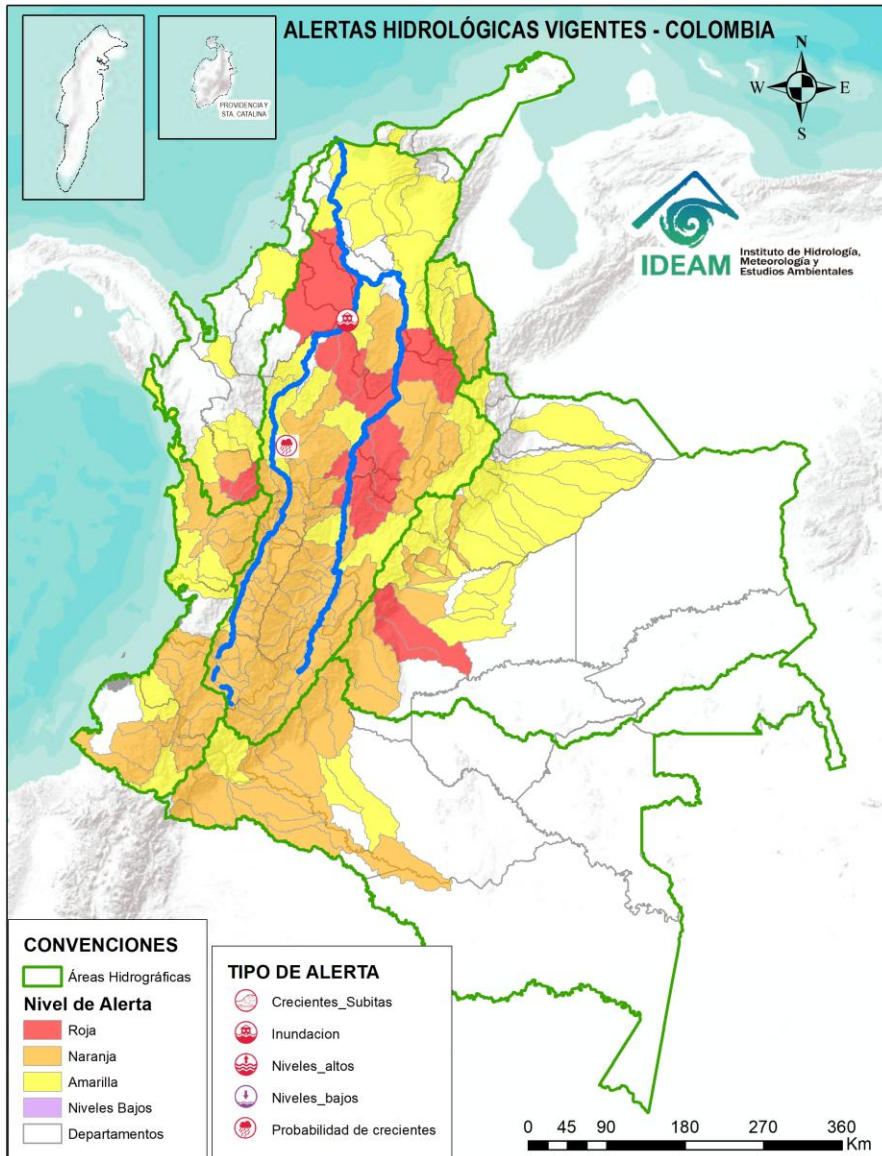 ALERTAS HIDROLÓGICAS VIGENTES - COLOMBIA
PROVIDENCIA Y
STA. CATALINA
N
W
E
S
IDEAM
Instituto de Hidrología,
Meteorología y
Estudios Ambientales
CONVENCIONES
Áreas Hidrográficas
Nivel de Alerta
Roja
Naranja
Amarilla
Niveles Bajos
Departamentos
TIPO DE ALERTA
Crecientes_Subitas
Inundacion
Niveles_altos
Niveles_bajos
Probabilidad de crecientes
0 45 90 180 270 360
Km